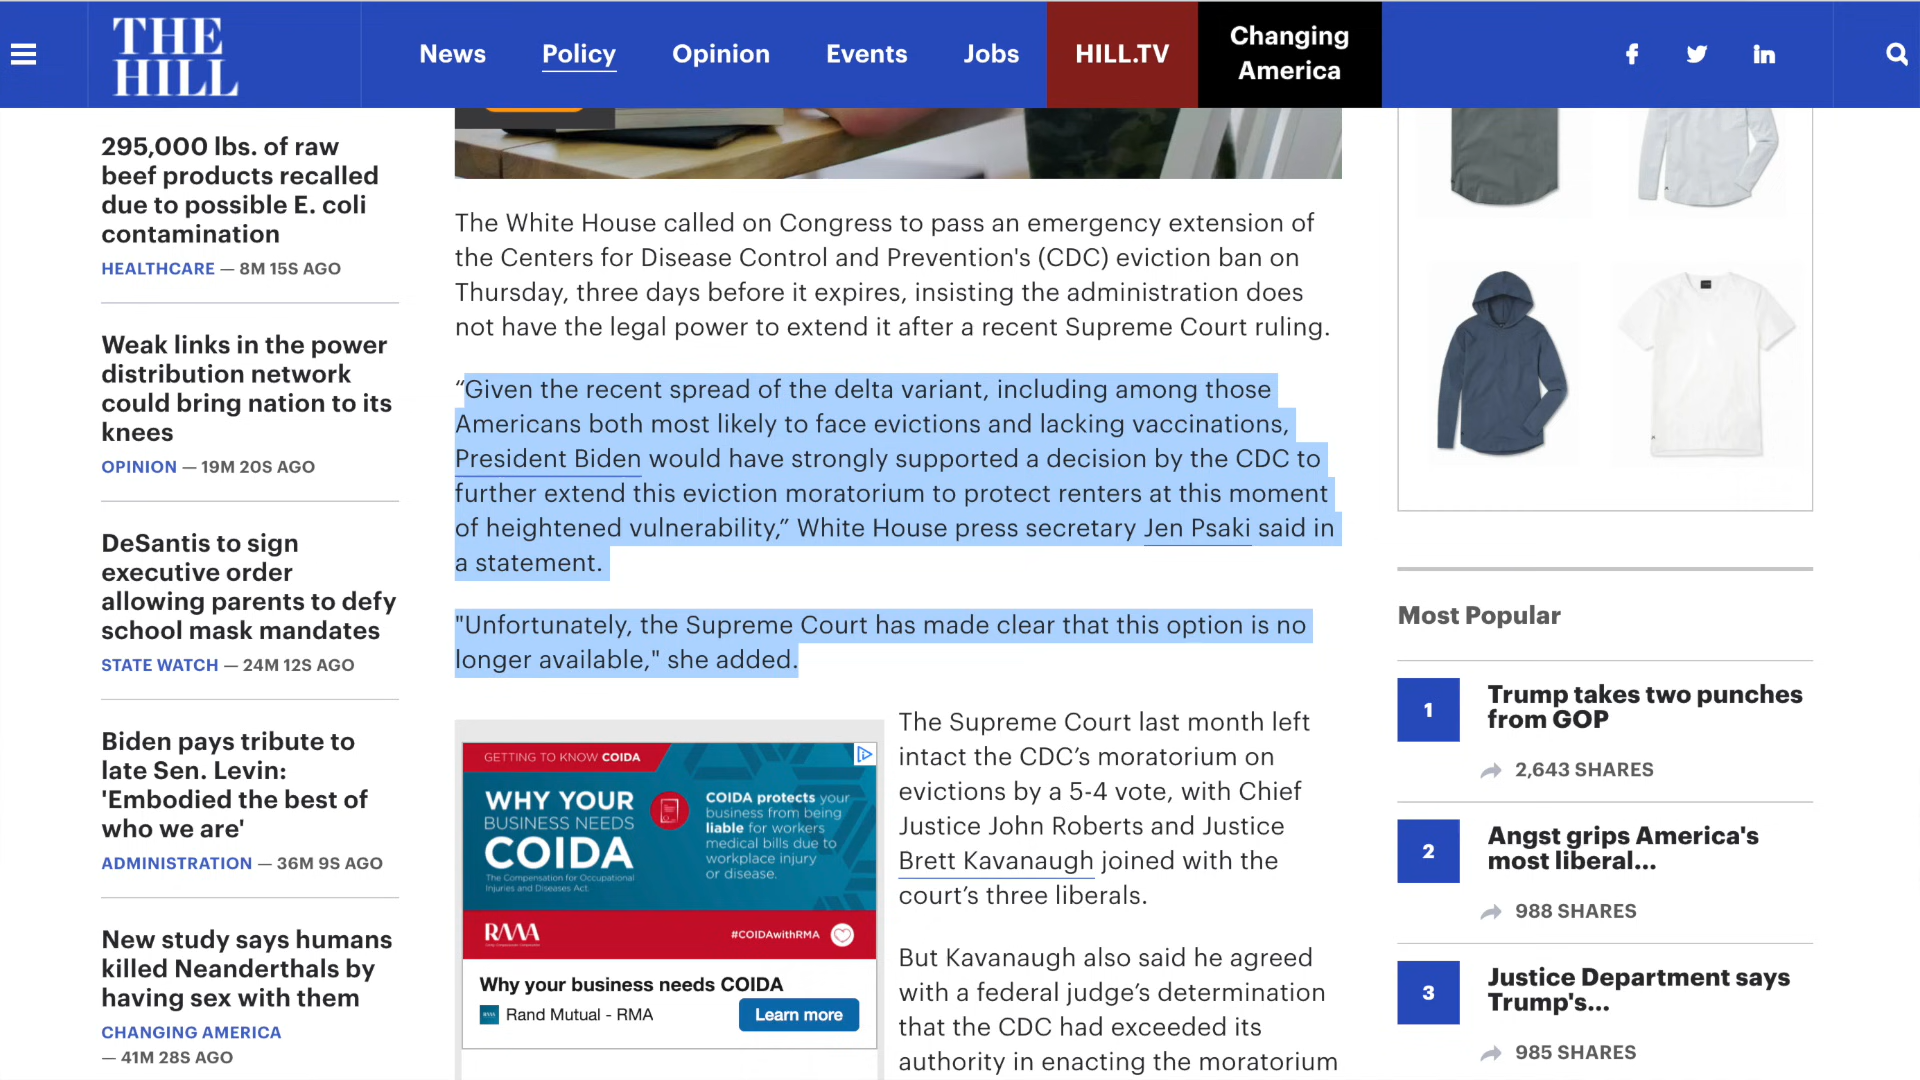 THE
HILL
News
Policy
Opinion
Events
Jobs
HILL.TV
Changing
America
295,000 lbs. of raw
beef products recalled
due to possible E. coli
contamination
HEALTHCARE — 8M 15S AGO
Weak links in the power
distribution network
could bring nation to its
knees
OPINION — 19M 20S AGO
DeSantis to sign
executive order
allowing parents to defy
school mask mandates
STATE WATCH — 24M 12S AGO
Biden pays tribute to
late Sen. Levin:
'Embodied the best of
who we are'
ADMINISTRATION — 36M 9S AGO
New study says humans
killed Neanderthals by
having sex with them
CHANGING AMERICA
— 41M 28S AGO
The White House called on Congress to pass an emergency extension of
the Centers for Disease Control and Prevention's (CDC) eviction ban on
Thursday, three days before it expires, insisting the administration does
not have the legal power to extend it after a recent Supreme Court ruling.
“Given the recent spread of the delta variant, including among those
Americans both most likely to face evictions and lacking vaccinations,
President Biden would have strongly supported a decision by the CDC to
further extend this eviction moratorium to protect renters at this moment
of heightened vulnerability,” White House press secretary Jen Psaki said in
a statement.
"Unfortunately, the Supreme Court has made clear that this option is no
longer available," she added.
GETTING TO KNOW COIDA
WHY YOUR
BUSINESS NEEDS
COIDA
The Compensation for Occupational
Injuries and Diseases Act.
COIDA protects your
business from being
liable for workers
medical bills due to
workplace injury
or disease.
RMA
#COIDAwithRMA
Why your business needs COIDA
Rand Mutual - RMA
Learn more
The Supreme Court last month left
intact the CDC’s moratorium on
evictions by a 5-4 vote, with Chief
Justice John Roberts and Justice
Brett Kavanaugh joined with the
court’s three liberals.
But Kavanaugh also said he agreed
with a federal judge’s determination
that the CDC had exceeded its
authority in enacting the moratorium
Most Popular
1
Trump takes two punches
from GOP
2,643 SHARES
2
Angst grips America's
most liberal...
988 SHARES
3
Justice Department says
Trump's...
985 SHARES